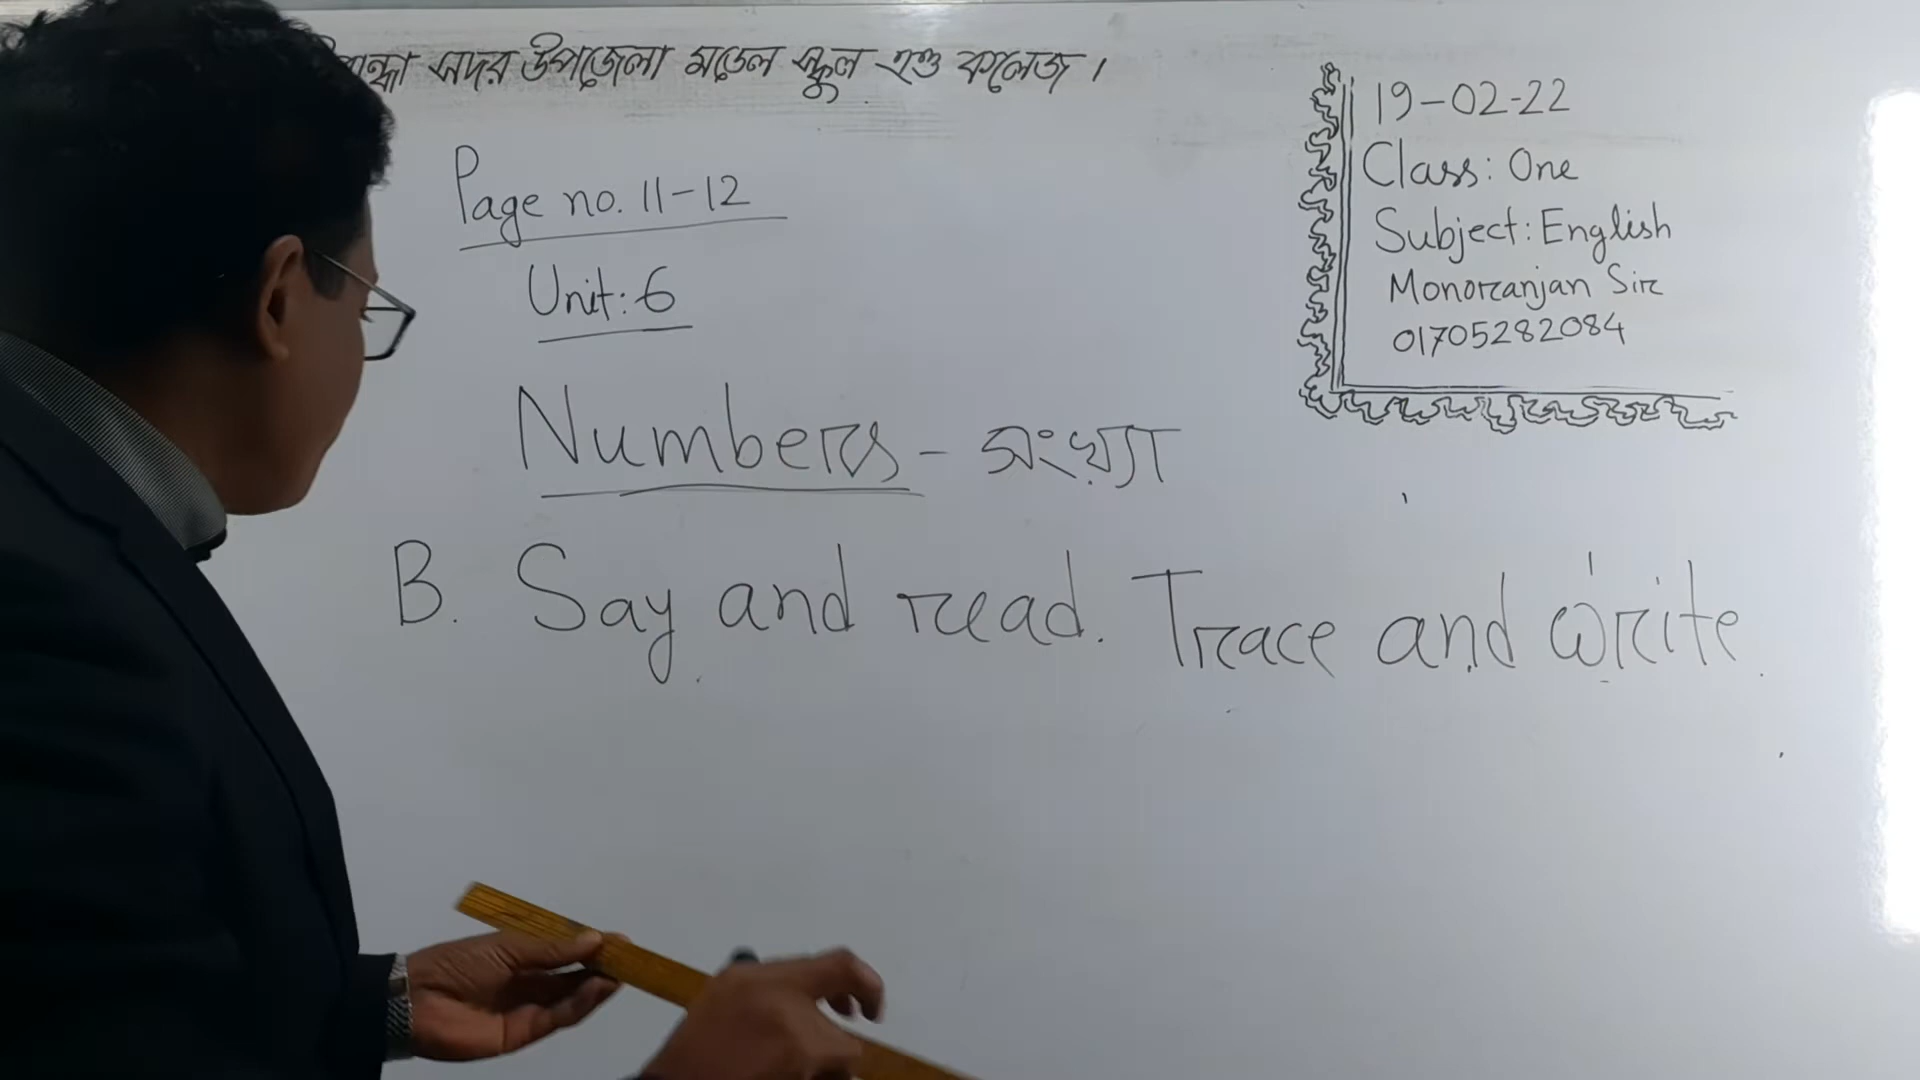 সদর উপজেলা মডেল স্কুল এণ্ড কলেজ।
19-02-22
Class: One
Subject: English
Monoranjan Sir
01705282084
Page no. 11-12
Unit: 6
Numbers - সংখ্যা
B. Say and read. Trace and write.